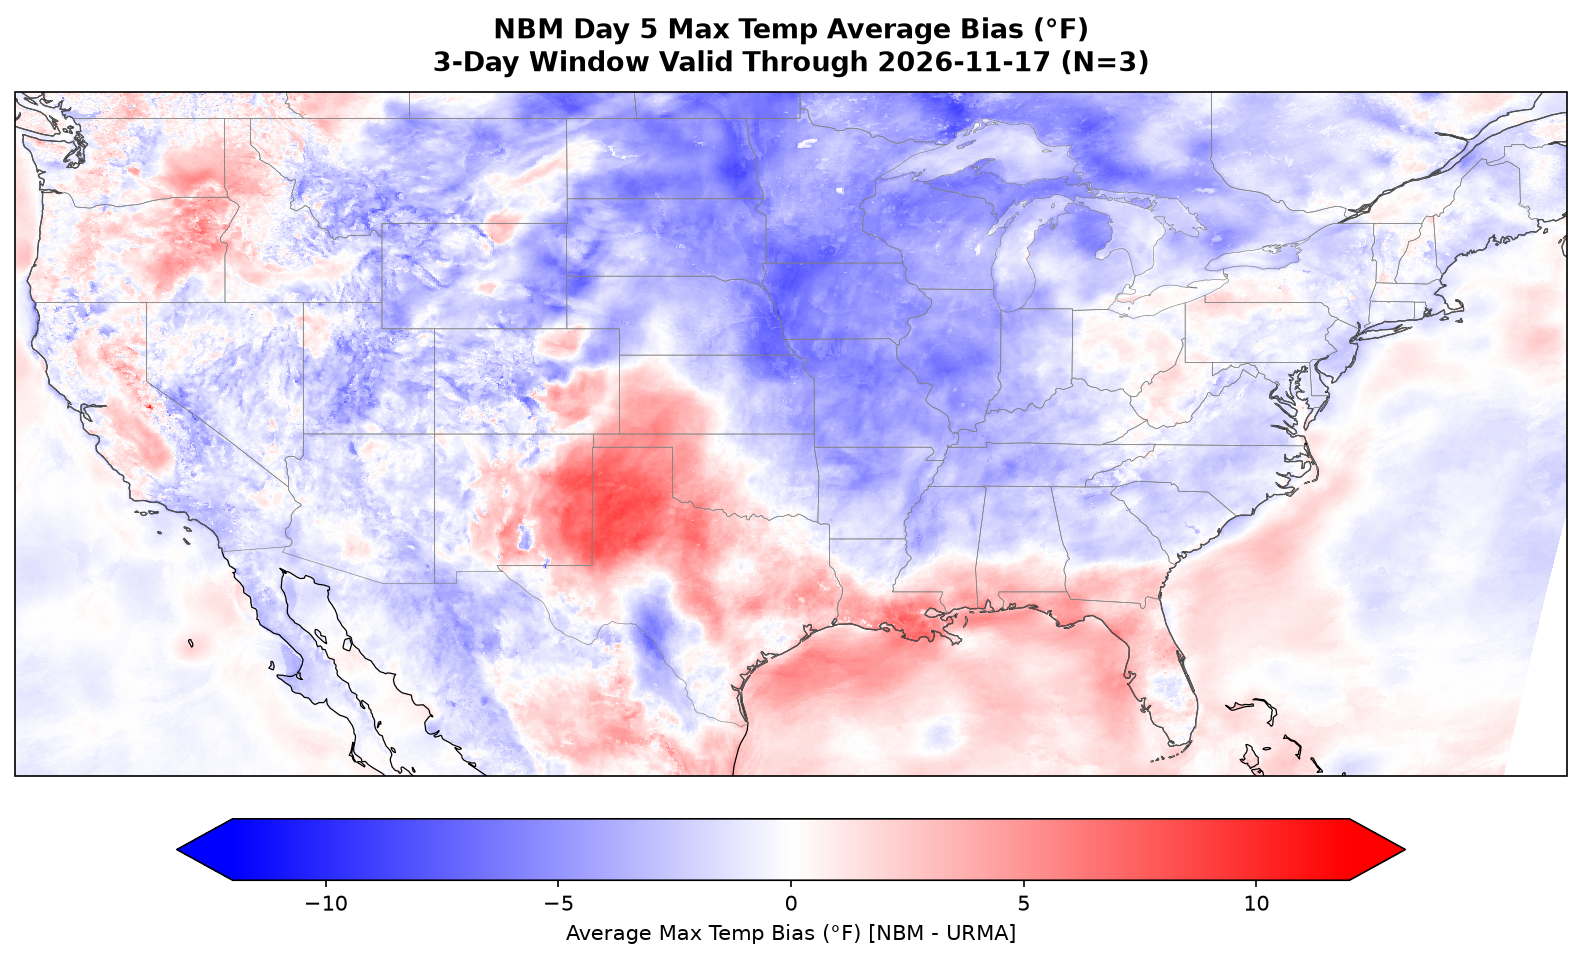 NBM Day 5 Max Temp Average Bias (°F)
3-Day Window Valid Through 2026-11-17 (N=3)
−10 −5 0 5 10
Average Max Temp Bias (°F) [NBM - URMA]